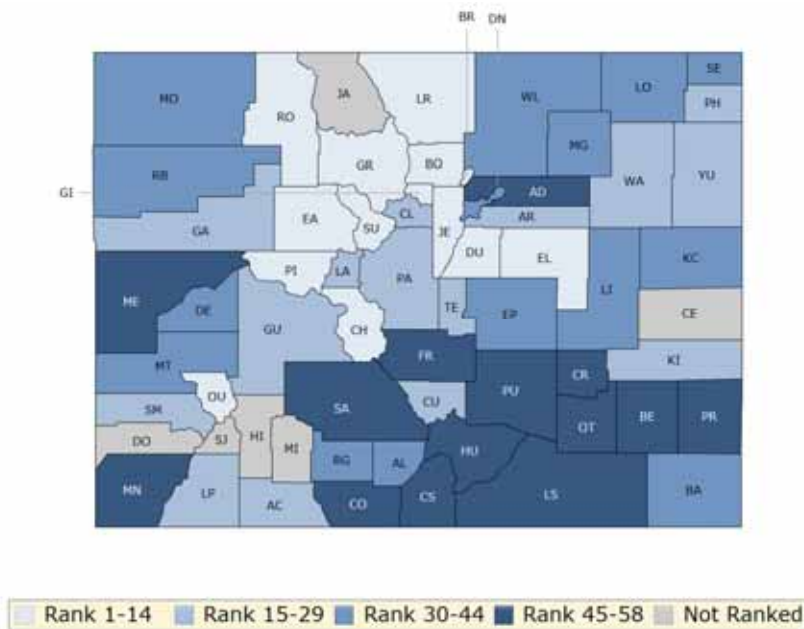 BR DN
MO RO JA LR WL LO SE
PH
RB GR BO MG
GI WA YU
AD
EA SU CL AR
GA JE
DU EL
PI LA PA LI KC
ME
DE TE CE
GU CH EP
MT FR KI
OU CR
SA PU
SM CU OT BE PR
DO SJ HI MI HU
RG AL
MN LP AC CO CS LS BA
Rank 1-14 Rank 15-29 Rank 30-44 Rank 45-58 Not Ranked